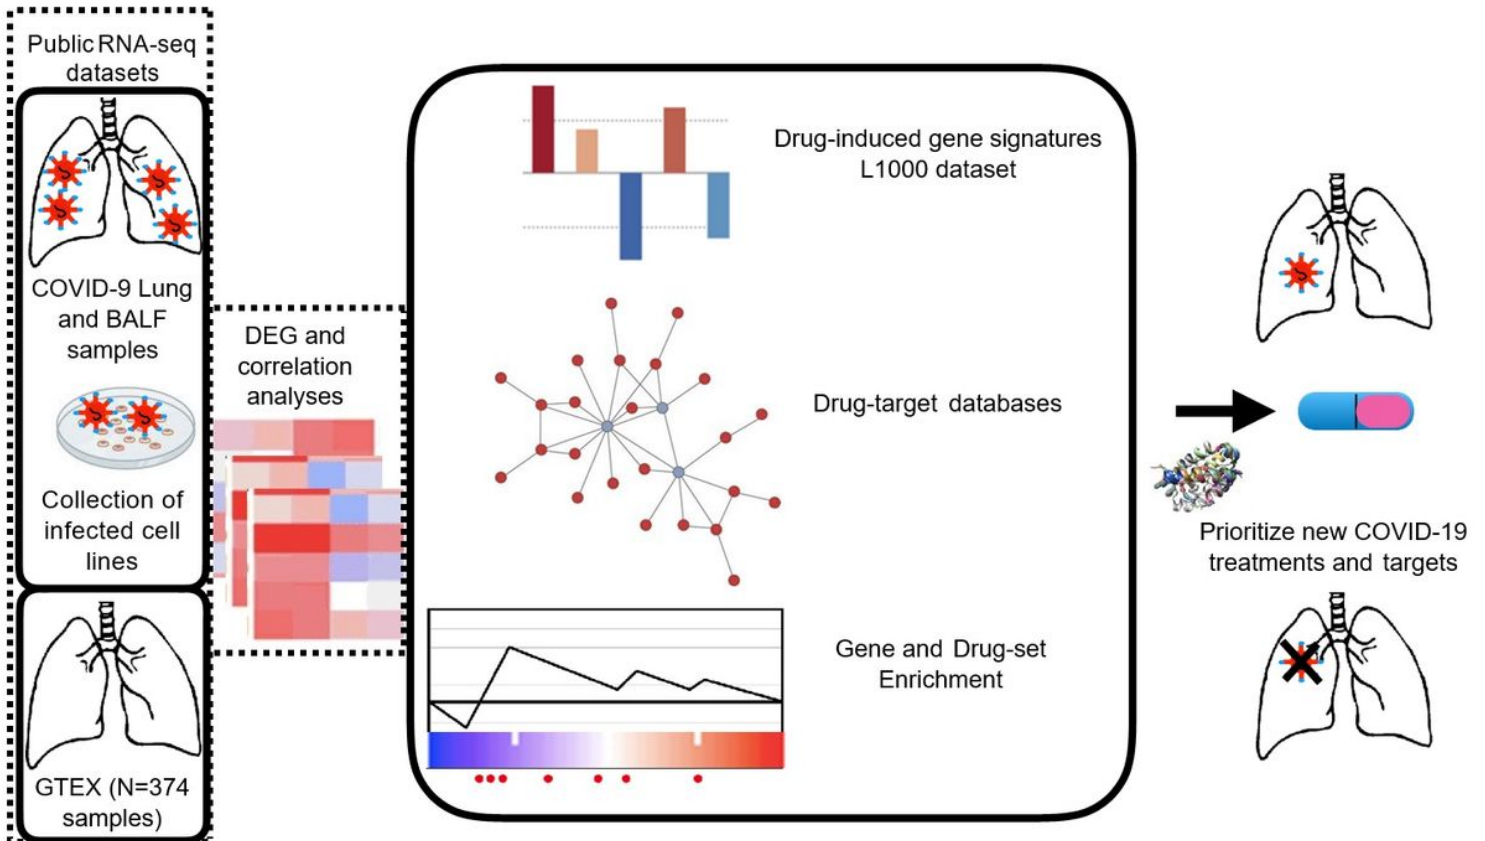 Public RNA-seq
datasets
COVID-9 Lung
and BALF
samples
Collection of
infected cell
lines
GTEX (N=374
samples)
DEG and
correlation
analyses
Drug-induced gene signatures
L1000 dataset
Drug-target databases
Gene and Drug-set
Enrichment
Prioritize new COVID-19
treatments and targets